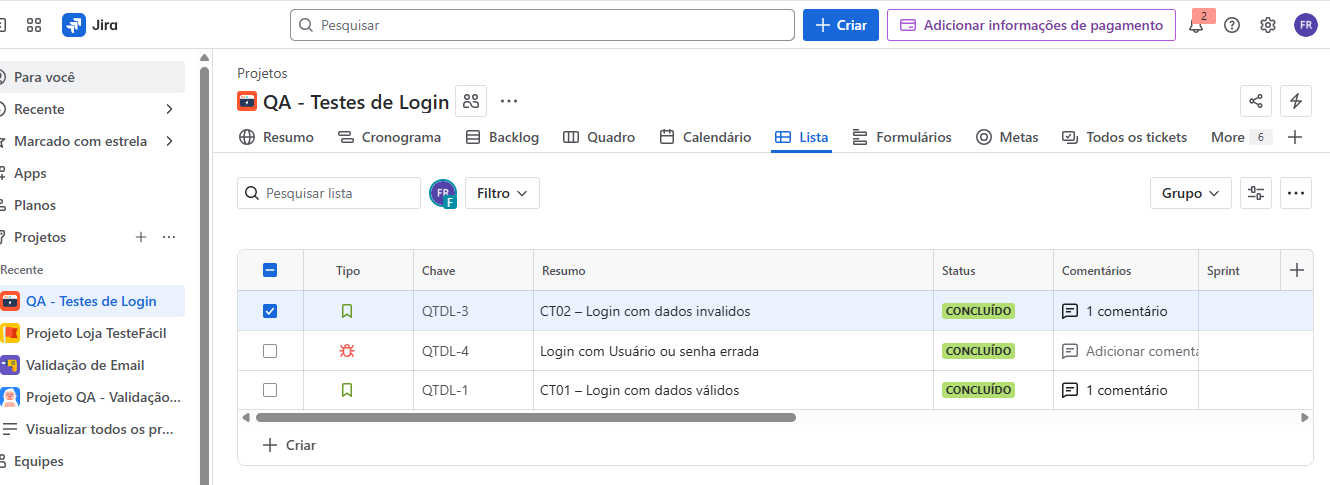 Jira
Pesquisar
Criar
Adicionar informações de pagamento
2
FR
Para você
Recente
Marcado com estrela
Apps
Planos
Projetos
Recente
QA - Testes de Login
Projeto Loja TesteFácil
Validação de Email
Projeto QA - Validação...
Visualizar todos os pr...
Equipes
Projetos
QA - Testes de Login
Resumo Cronograma Backlog Quadro Calendário Lista Formulários Metas Todos os tickets More 6
Pesquisar lista FR F Filtro Grupo
Tipo Chave Resumo Status Comentários Sprint
QTDL-3 CT02 – Login com dados invalidos CONCLUÍDO 1 comentário
QTDL-4 Login com Usuário ou senha errada CONCLUÍDO Adicionar comenta
QTDL-1 CT01 – Login com dados válidos CONCLUÍDO 1 comentário
Criar